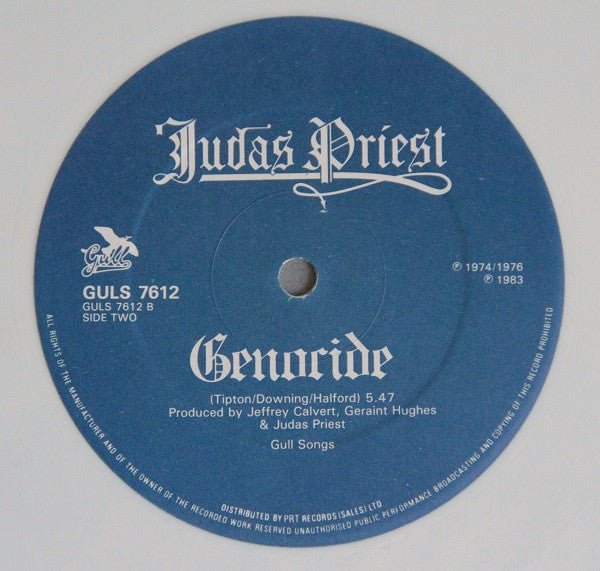 Judas Priest
Gull
GULS 7612
GULS 7612 B
SIDE TWO
℗ 1974/1976
℗ 1983
Genocide
(Tipton/Downing/Halford) 5.47
Produced by Jeffrey Calvert, Geraint Hughes
& Judas Priest
Gull Songs
ALL RIGHTS OF THE MANUFACTURER AND OF THE OWNER OF THE RECORDED WORK RESERVED UNAUTHORISED PUBLIC PERFORMANCE BROADCASTING AND COPYING OF THIS RECORD PROHIBITED
DISTRIBUTED BY PRT RECORDS (SALES) LTD